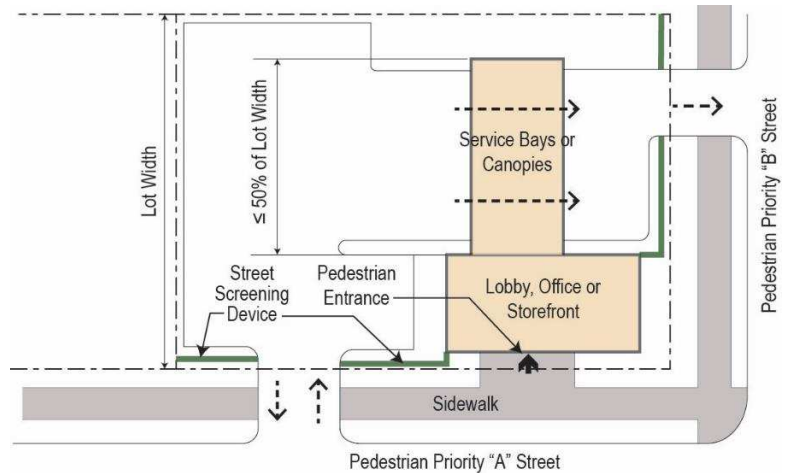 Lot Width
≤ 50% of Lot Width
Service Bays or
Canopies
Pedestrian Priority “B” Street
Street
Screening
Device
Pedestrian
Entrance
Lobby, Office or
Storefront
Sidewalk
Pedestrian Priority “A” Street